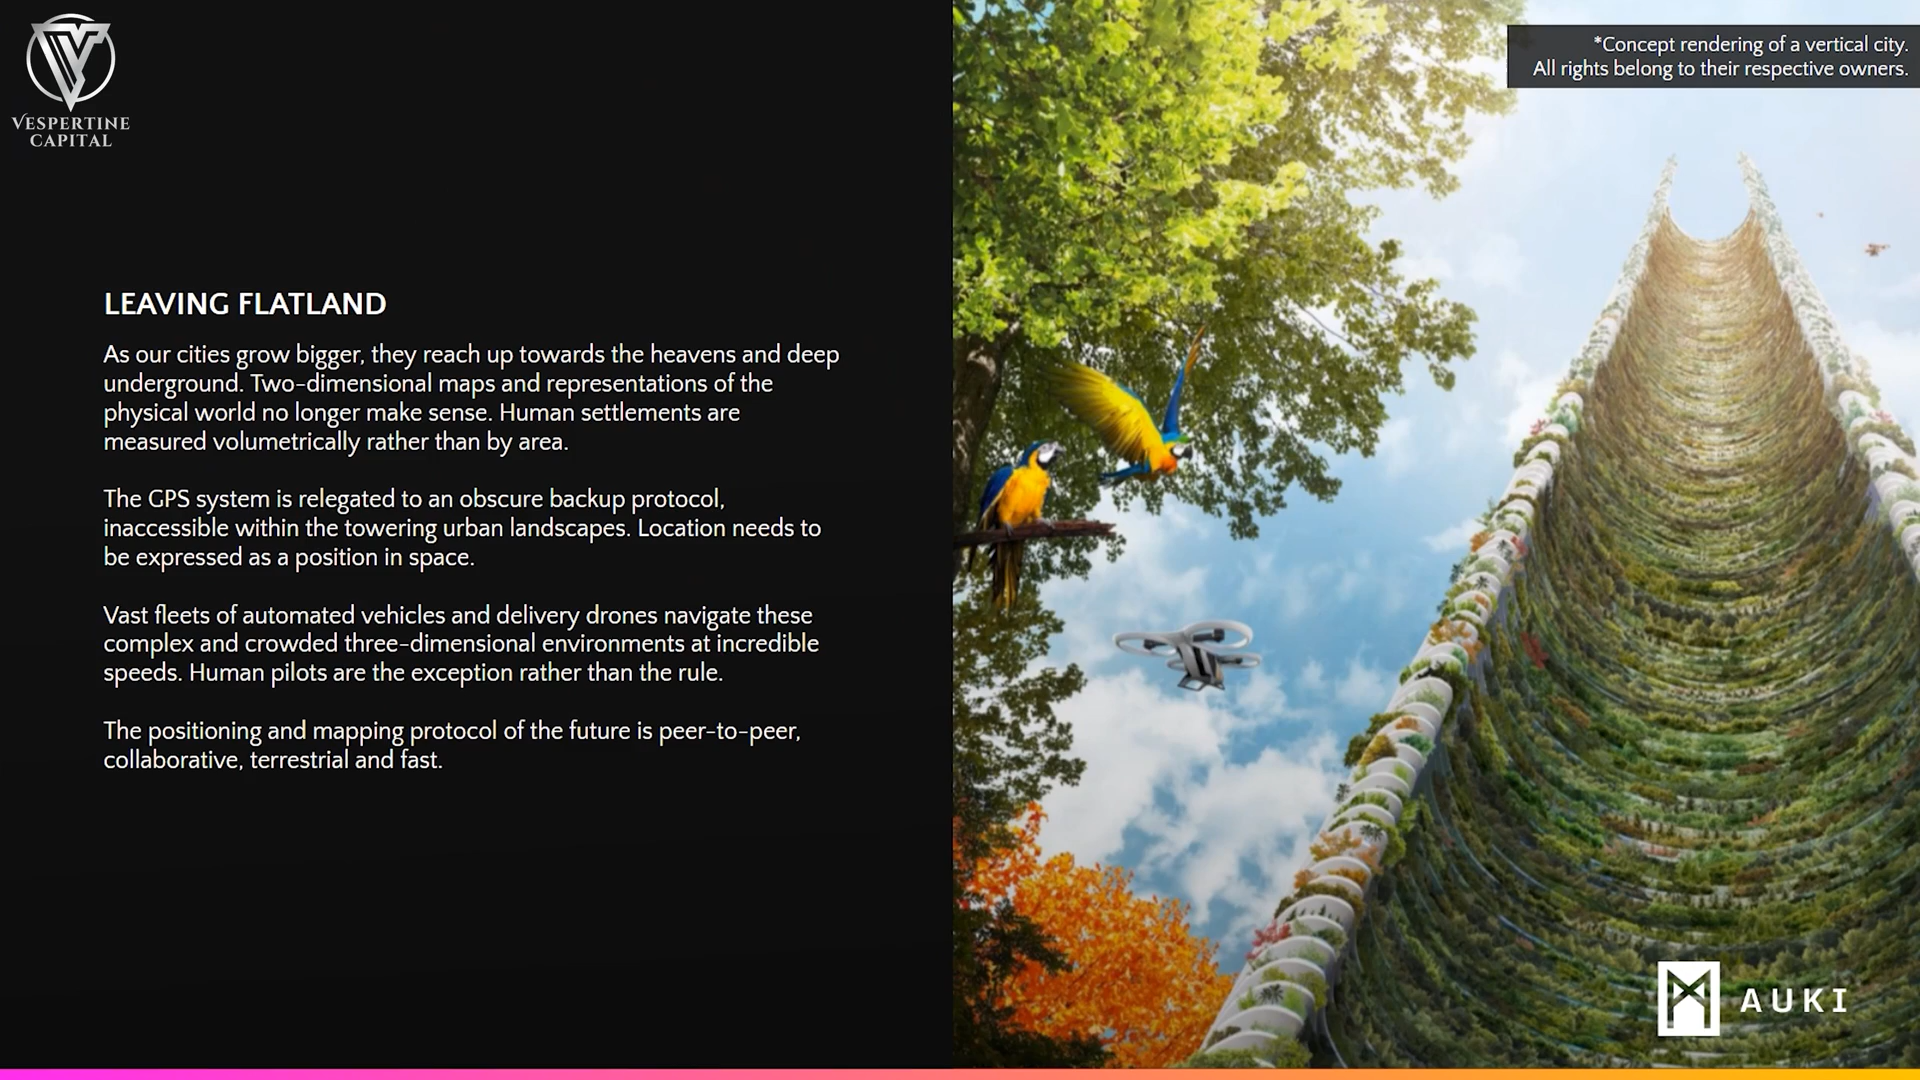 VESPERTINE
CAPITAL
*Concept rendering of a vertical city.
All rights belong to their respective owners.
LEAVING FLATLAND
As our cities grow bigger, they reach up towards the heavens and deep
underground. Two-dimensional maps and representations of the
physical world no longer make sense. Human settlements are
measured volumetrically rather than by area.
The GPS system is relegated to an obscure backup protocol,
inaccessible within the towering urban landscapes. Location needs to
be expressed as a position in space.
Vast fleets of automated vehicles and delivery drones navigate these
complex and crowded three-dimensional environments at incredible
speeds. Human pilots are the exception rather than the rule.
The positioning and mapping protocol of the future is peer-to-peer,
collaborative, terrestrial and fast.
AUKI